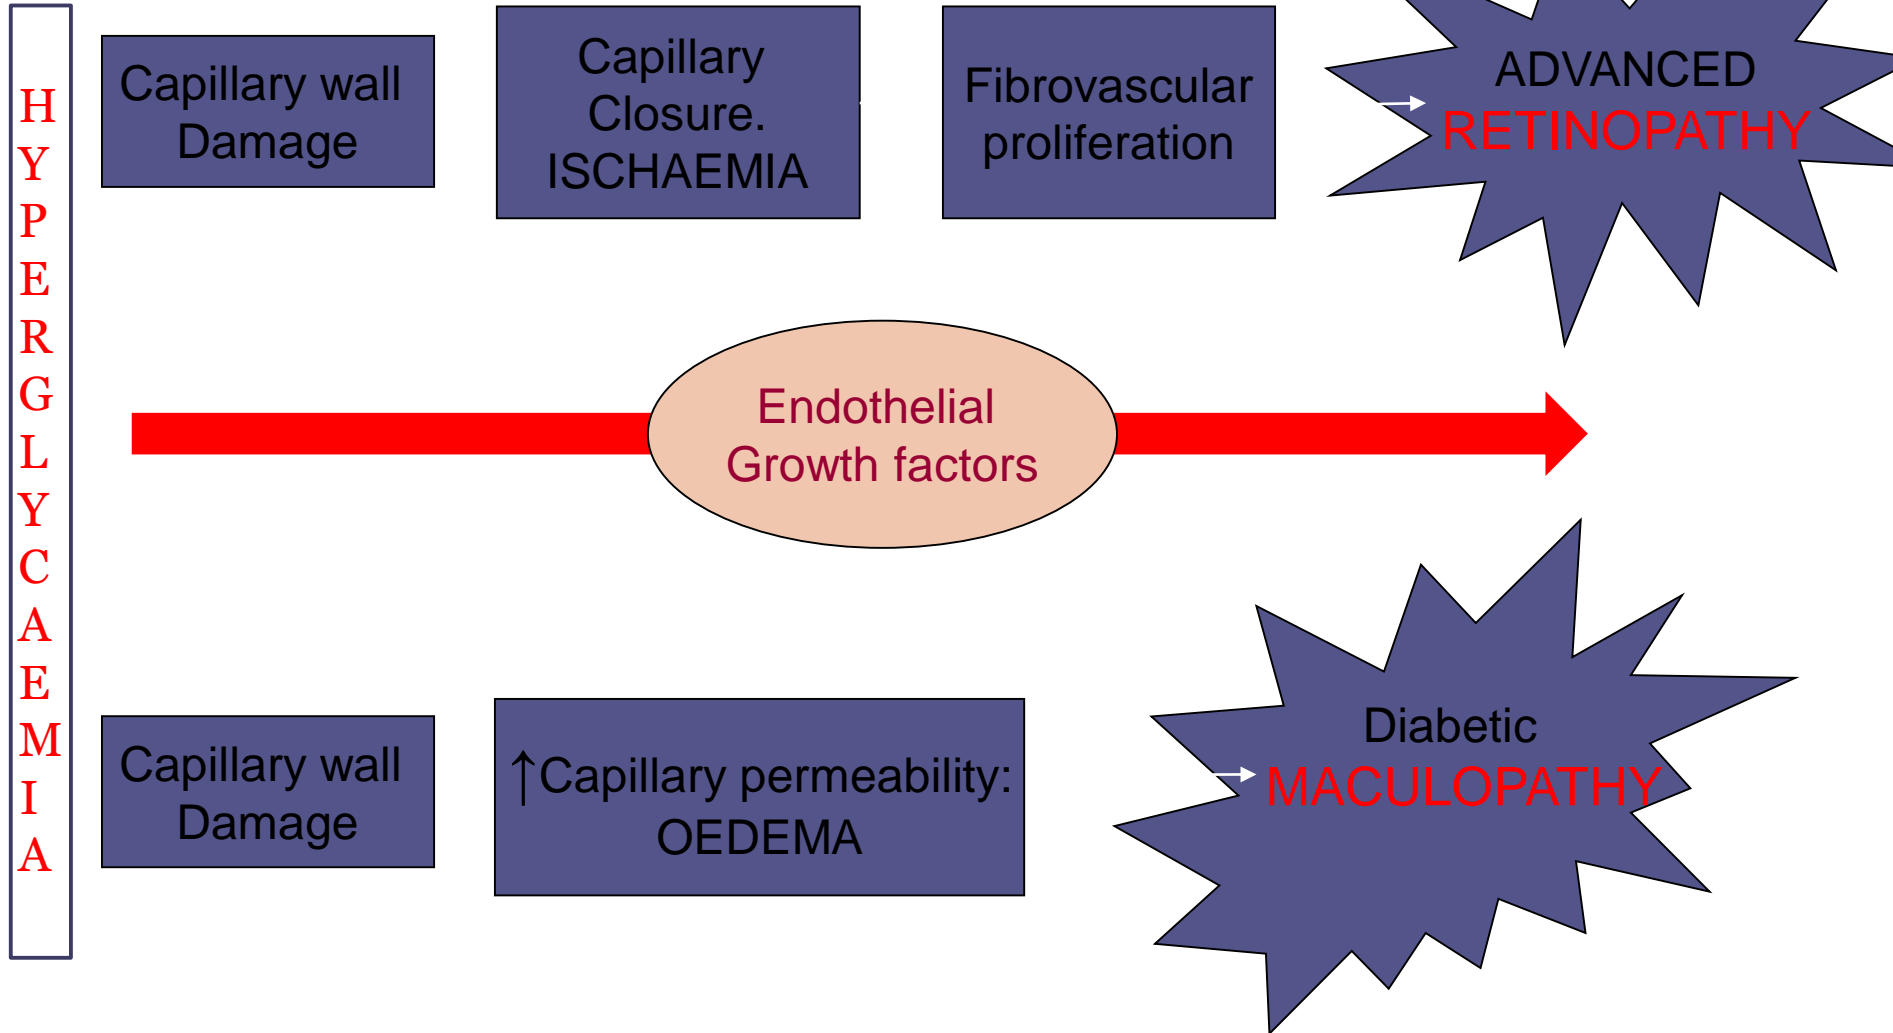 H
Y
P
E
R
G
L
Y
C
A
E
M
I
A
Capillary wall
Damage
Capillary
Closure.
ISCHAEMIA
Fibrovascular
proliferation
ADVANCED
RETINOPATHY
Endothelial
Growth factors
Capillary wall
Damage
↑Capillary permeability:
OEDEMA
Diabetic
MACULOPATHY